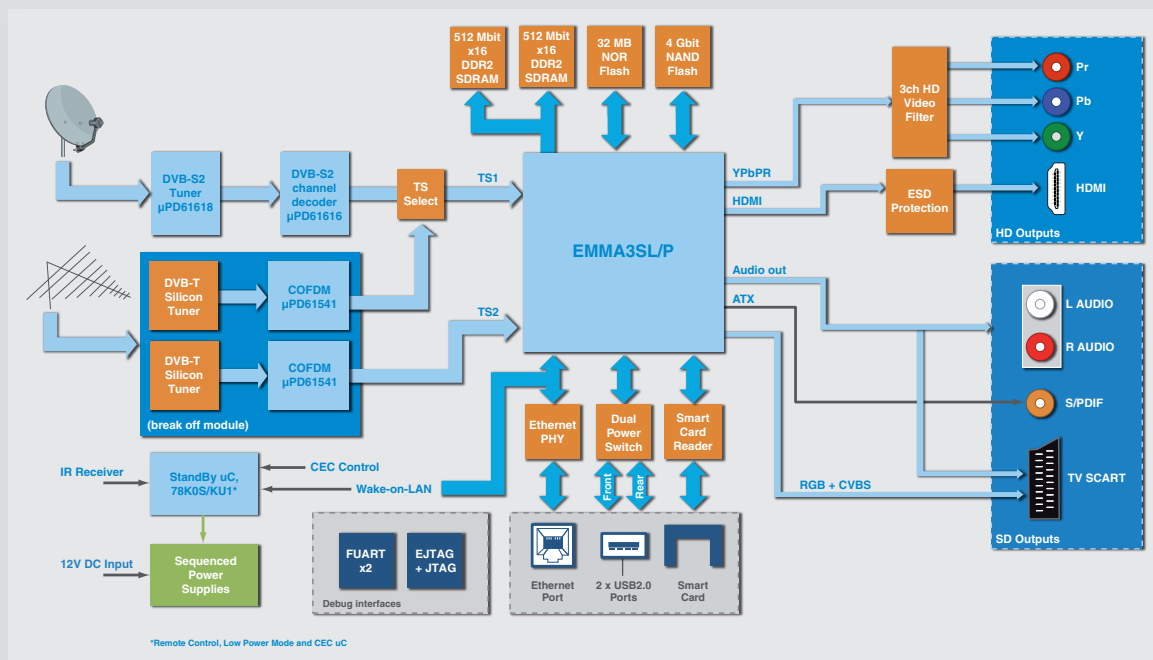 512 Mbit
x16
DDR2
SDRAM
512 Mbit
x16
DDR2
SDRAM
32 MB
NOR
Flash
4 Gbit
NAND
Flash
3ch HD
Video
Filter
Pr
Pb
Y
HDMI
HD Outputs
DVB-S2
Tuner
µPD61618
DVB-S2
channel
decoder
µPD61616
TS
Select
TS1
YPbPR
HDMI
ESD
Protection
EMMA3SL/P
DVB-T
Silicon
Tuner
COFDM
µPD61541
DVB-T
Silicon
Tuner
COFDM
µPD61541
(break off module)
TS2
Audio out
ATX
L AUDIO
R AUDIO
S/PDIF
TV SCART
SD Outputs
RGB + CVBS
Ethernet
PHY
Dual
Power
Switch
Smart
Card
Reader
Front
Rear
IR Receiver
StandBy uC,
78K0S/KU1*
CEC Control
Wake-on-LAN
12V DC Input
Sequenced
Power
Supplies
FUART
x2
EJTAG
+ JTAG
Debug interfaces
Ethernet
Port
2 x USB2.0
Ports
Smart
Card
*Remote Control, Low Power Mode and CEC uC